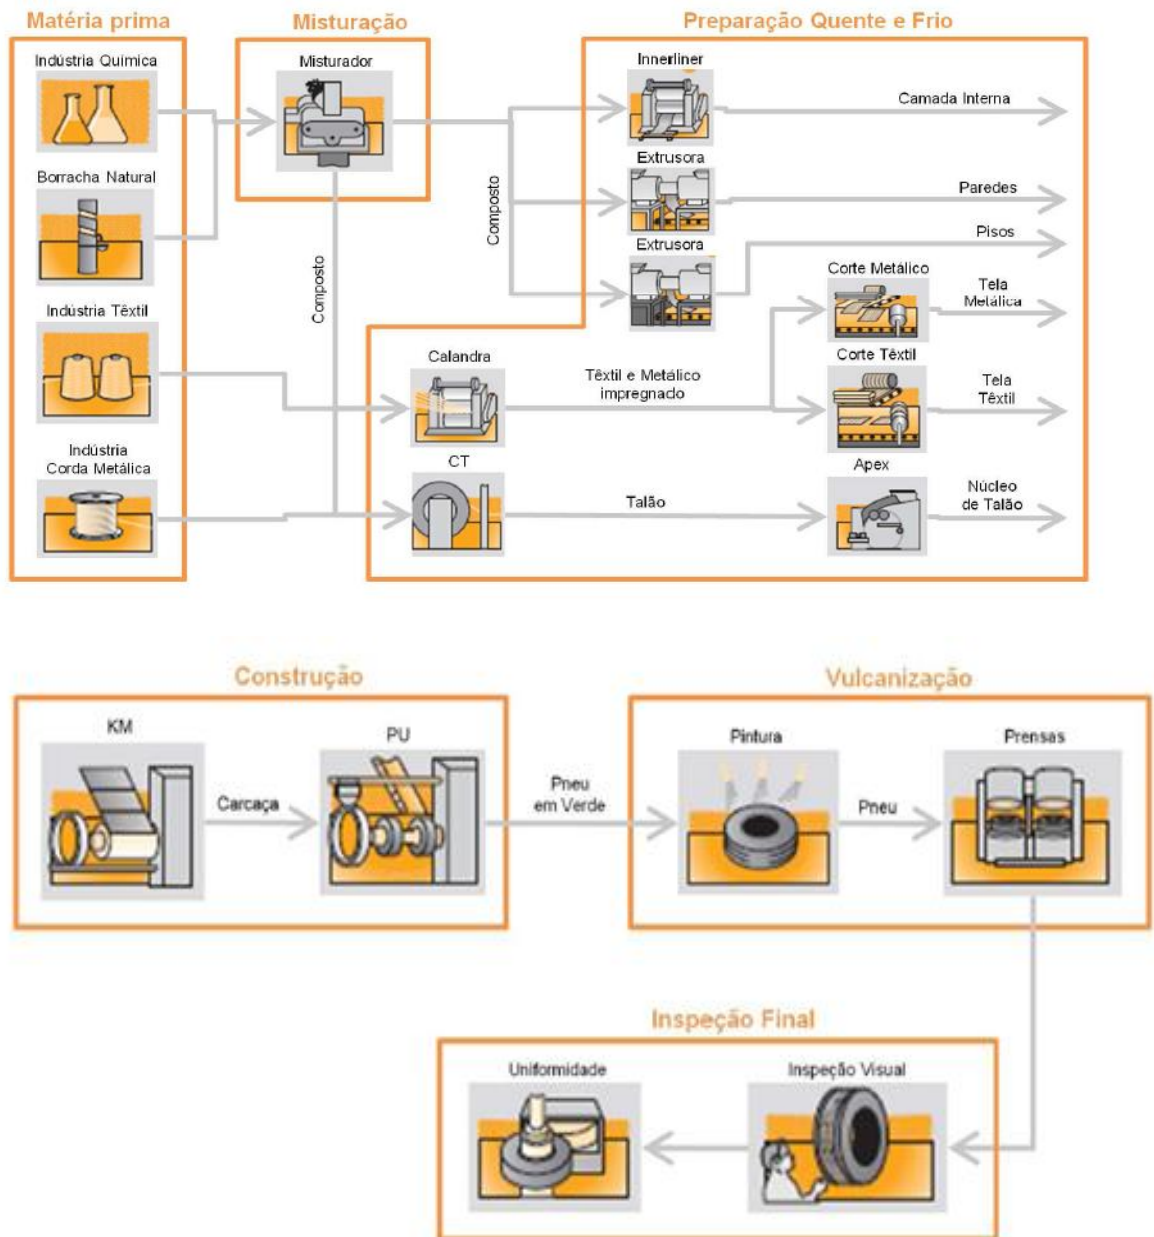 Matéria prima
Misturação
Preparação Quente e Frio
Indústria Química
Misturador
Innerliner
Camada Interna
Borracha Natural
Extrusora
Paredes
Composto
Extrusora
Pisos
Composto
Corte Metálico
Tela
Metálica
Indústria Têxtil
Calandra
Têxtil e Metálico
impregnado
Corte Têxtil
Tela
Têxtil
Indústria
Corda Metálica
CT
Talão
Apex
Núcleo
de Talão
Construção
Vulcanização
KM
PU
Pintura
Prensas
Carcaça
Pneu
em Verde
Pneu
Inspeção Final
Uniformidade
Inspeção Visual